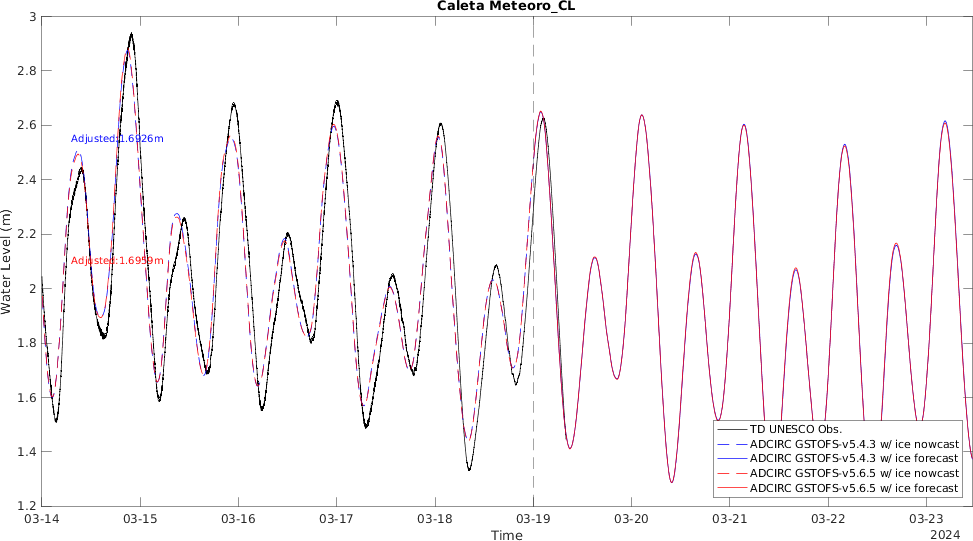 Caleta Meteoro_CL
3
2.8
2.6
2.4
2.2
2
1.8
1.6
1.4
1.2
Water Level (m)
Adjusted:1.6926m
Adjusted:1.6959m
TD UNESCO Obs.
ADCIRC GSTOFS-v5.4.3 w/ ice nowcast
ADCIRC GSTOFS-v5.4.3 w/ ice forecast
ADCIRC GSTOFS-v5.6.5 w/ ice nowcast
ADCIRC GSTOFS-v5.6.5 w/ ice forecast
03-14 03-15 03-16 03-17 03-18 03-19 03-20 03-21 03-22 03-23
Time
2024